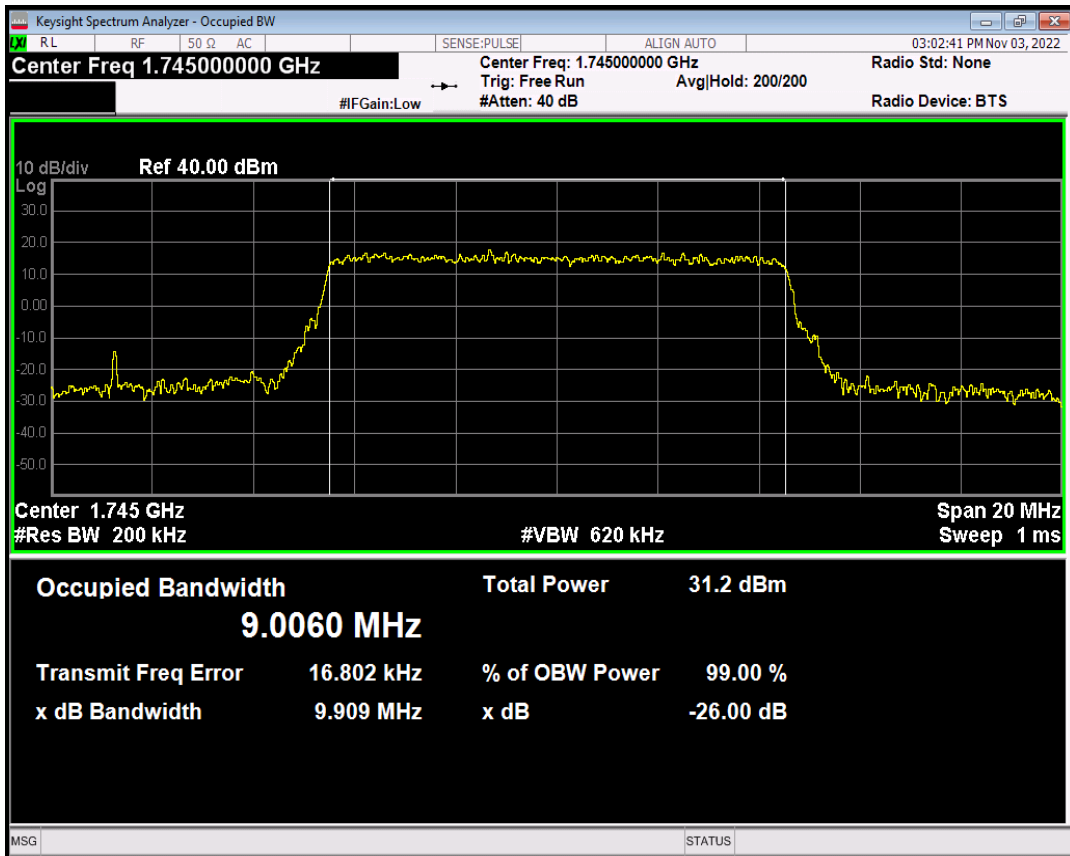 Keysight Spectrum Analyzer - Occupied BW
LXI RL RF 50 Ω AC SENSE:PULSE ALIGN AUTO 03:02:41 PM Nov 03, 2022
Center Freq 1.745000000 GHz Center Freq: 1.745000000 GHz Radio Std: None
Trig: Free Run Avg|Hold: 200/200
#IFGain:Low #Atten: 40 dB Radio Device: BTS
10 dB/div Ref 40.00 dBm
Log
30.0
20.0
10.0
0.00
-10.0
-20.0
-30.0
-40.0
-50.0
Center 1.745 GHz Span 20 MHz
#Res BW 200 kHz #VBW 620 kHz Sweep 1 ms
Occupied Bandwidth Total Power 31.2 dBm
9.0060 MHz
Transmit Freq Error 16.802 kHz % of OBW Power 99.00 %
x dB Bandwidth 9.909 MHz x dB -26.00 dB
MSG STATUS